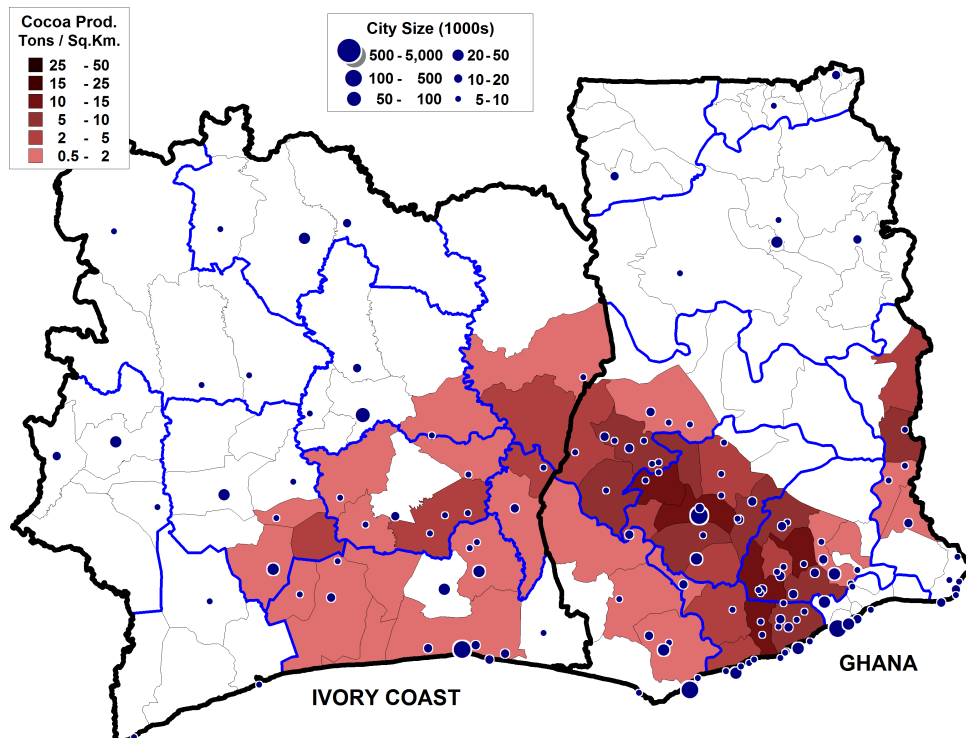 Cocoa Prod.
Tons / Sq.Km.
25 - 50
15 - 25
10 - 15
5 - 10
2 - 5
0.5 - 2
City Size (1000s)
500 - 5,000 20-50
100 - 500 10-20
50 - 100 5-10
GHANA
IVORY COAST